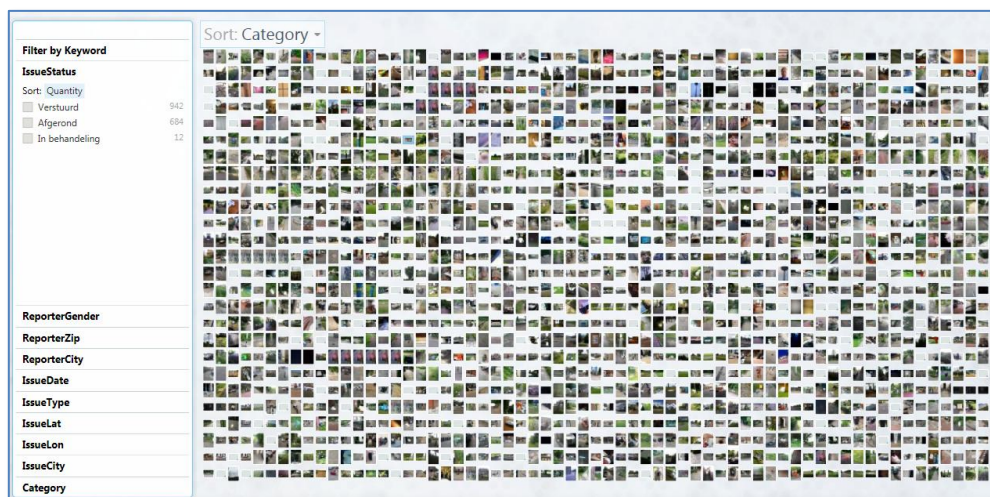 Sort: Category
Filter by Keyword
IssueStatus
Sort: Quantity
Verstuurd 942
Afgerond 684
In behandeling 12
ReporterGender
ReporterZip
ReporterCity
IssueDate
IssueType
IssueLat
IssueLon
IssueCity
Category